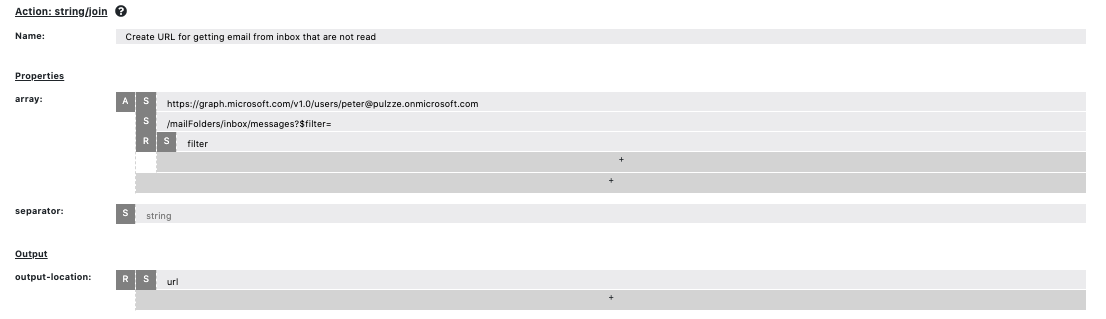 Action: string/join ?
Name: Create URL for getting email from inbox that are not read
Properties
array: A S https://graph.microsoft.com/v1.0/users/peter@pulzze.onmicrosoft.com
S /mailFolders/inbox/messages?$filter=
R S filter
+
+
separator: S string
Output
output-location: R S url
+